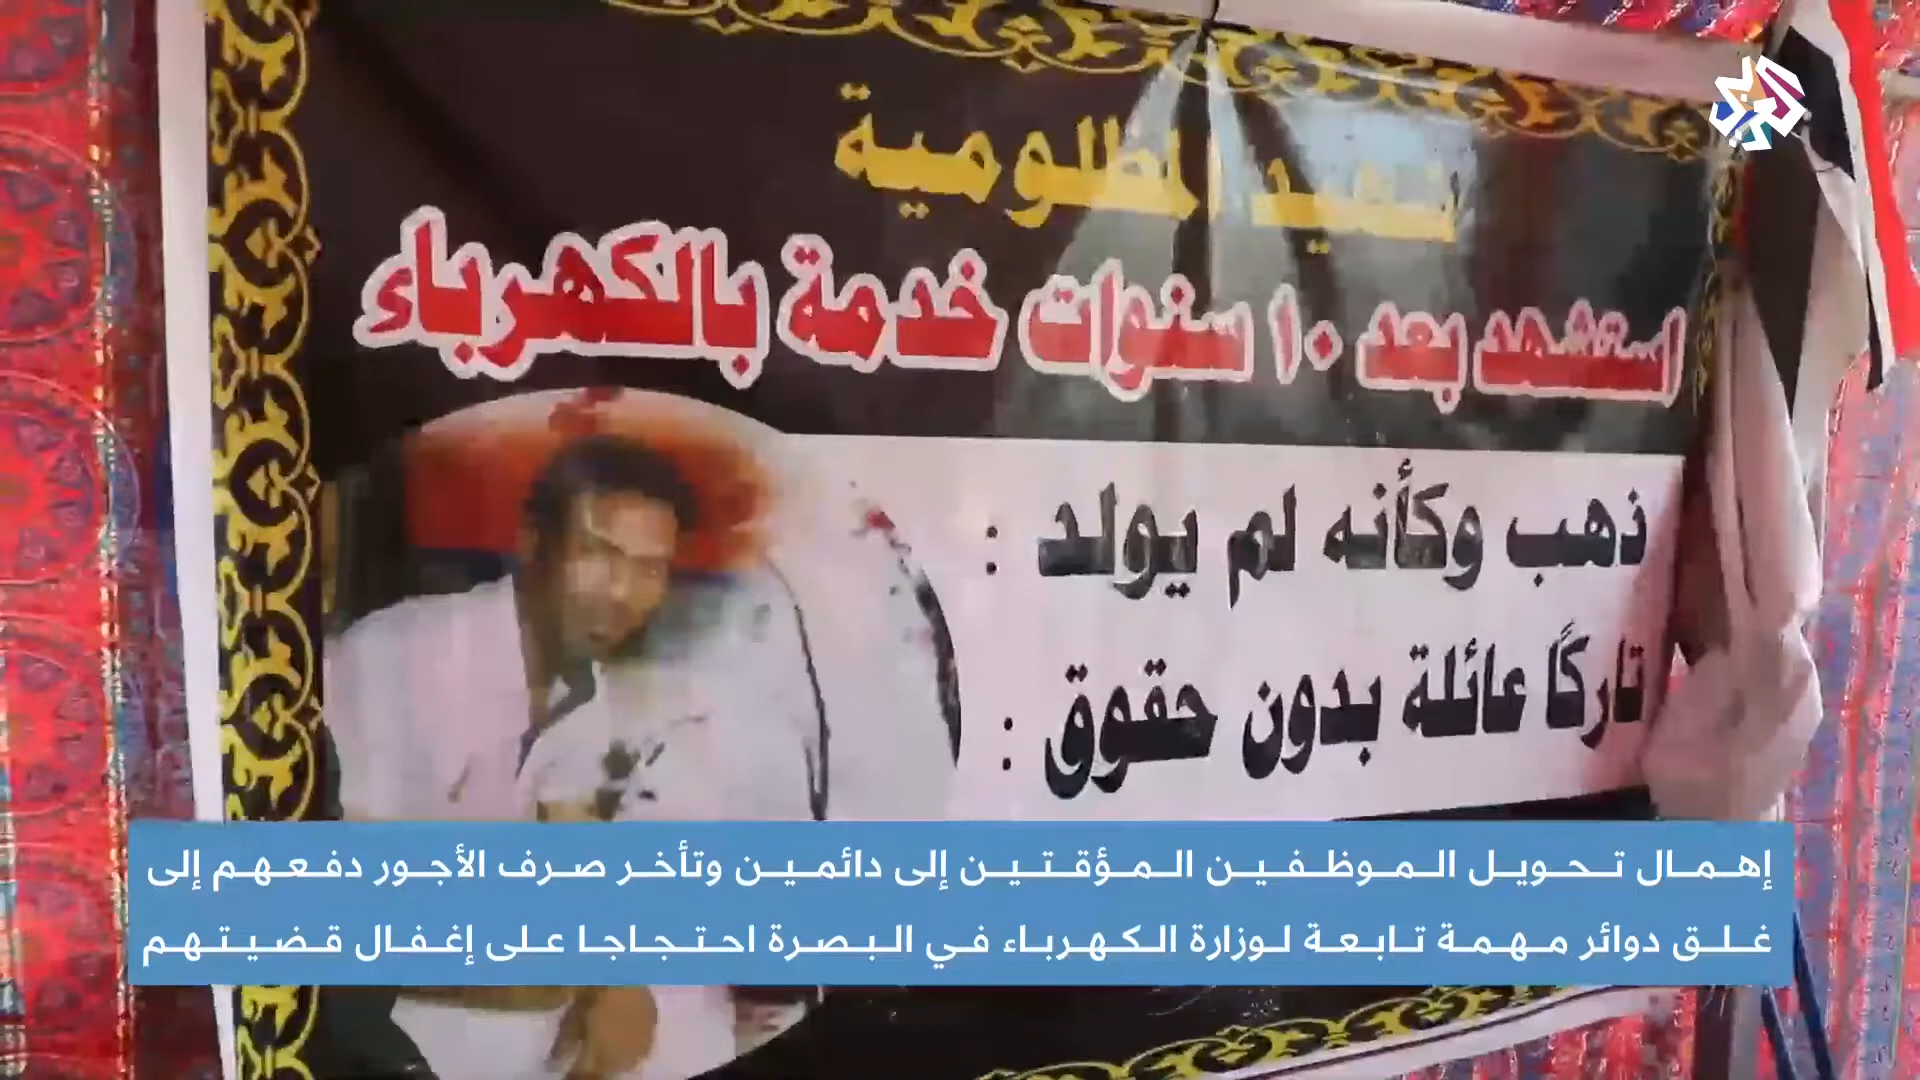 شهيد المظلومية
استشهد بعد ١٠ سنوات خدمة بالكهرباء
ذهب وكأنه لم يولد :
تاركًا عائلة بدون حقوق :
إهمال تحويل الموظفين المؤقتين إلى دائمين وتأخر صرف الأجور دفعهم إلى
غلق دوائر مهمة تابعة لوزارة الكهرباء في البصرة احتجاجا على إغفال قضيتهم